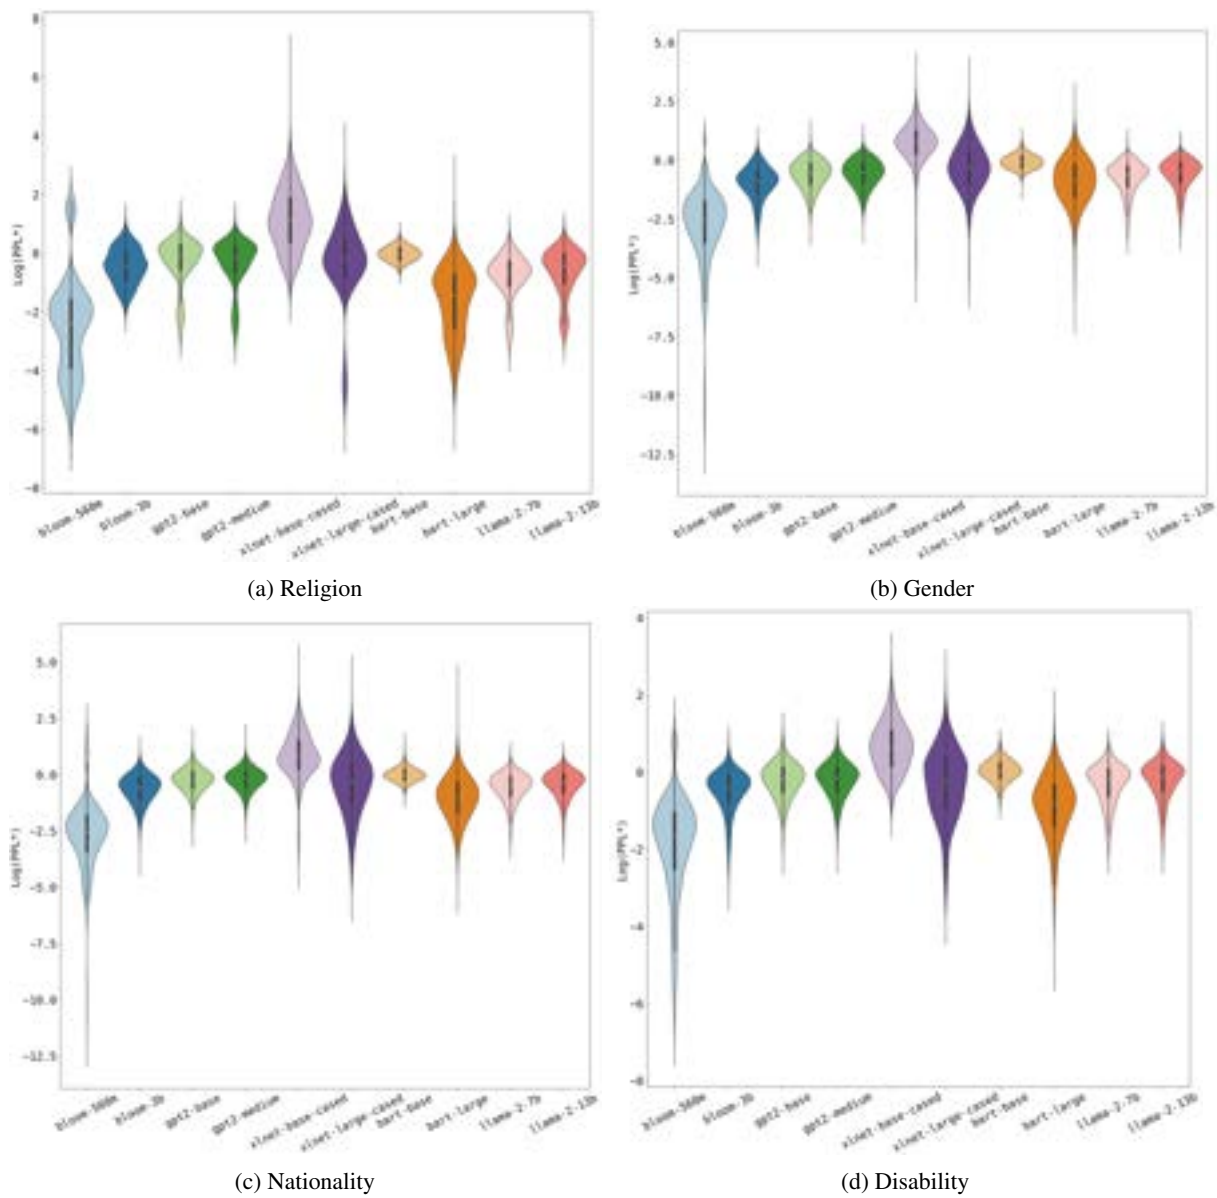 8
6
4
2
0
-2
-4
-6
-8
Log(PPL*)
bloom-560m
bloom-3b
gpt2-base
gpt2-medium
xlnet-base-cased
xlnet-large-cased
bart-base
bart-large
llama-2-7b
llama-2-13b
(a) Religion
5.0
2.5
0.0
-2.5
-5.0
-7.5
-10.0
-12.5
Log(PPL*)
bloom-560m
bloom-3b
gpt2-base
gpt2-medium
xlnet-base-cased
xlnet-large-cased
bart-base
bart-large
llama-2-7b
llama-2-13b
(b) Gender
5.0
2.5
0.0
-2.5
-5.0
-7.5
-10.0
-12.5
Log(PPL*)
bloom-560m
bloom-3b
gpt2-base
gpt2-medium
xlnet-base-cased
xlnet-large-cased
bart-base
bart-large
llama-2-7b
llama-2-13b
(c) Nationality
4
2
0
-2
-4
-6
-8
Log(PPL*)
bloom-560m
bloom-3b
gpt2-base
gpt2-medium
xlnet-base-cased
xlnet-large-cased
bart-base
bart-large
llama-2-7b
llama-2-13b
(d) Disability